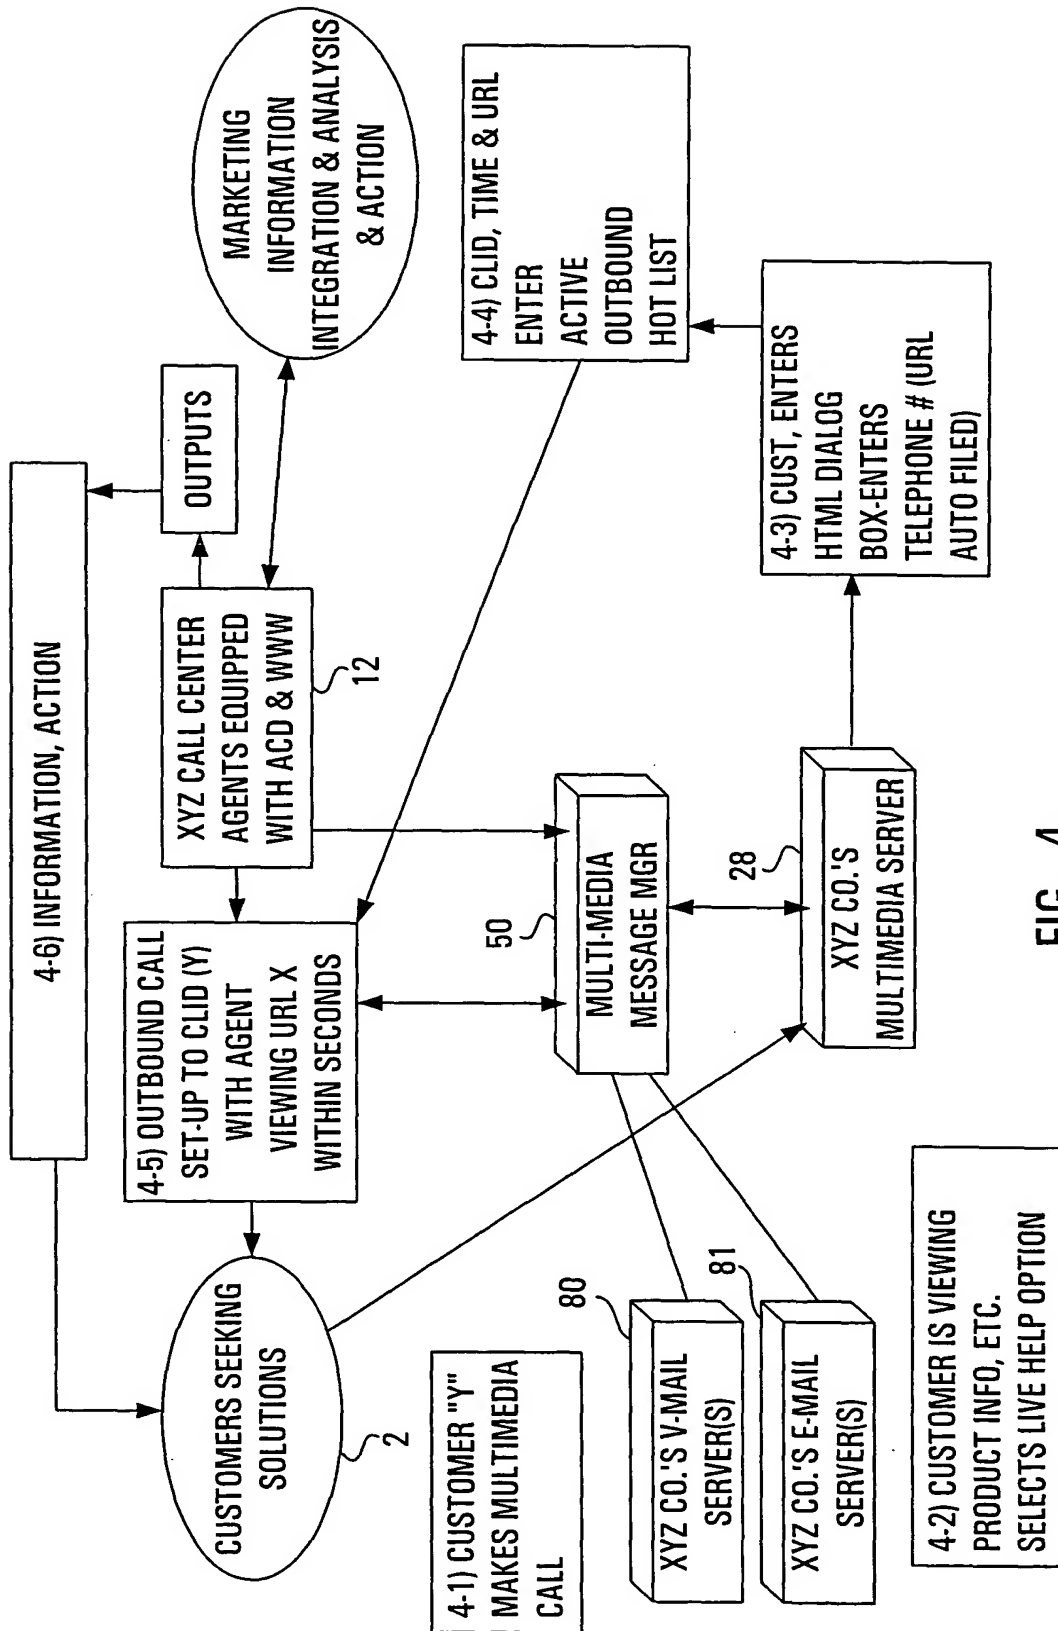 4-6) INFORMATION, ACTION
CUSTOMERS SEEKING
SOLUTIONS
2
4-5) OUTBOUND CALL
SET-UP TO CLID (Y)
WITH AGENT
VIEWING URL X
WITHIN SECONDS
XYZ CALL CENTER
AGENTS EQUIPPED
WITH ACD & WWW
12
OUTPUTS
MARKETING
INFORMATION
INTEGRATION & ANALYSIS
& ACTION
4-1) CUSTOMER "Y"
MAKES MULTIMEDIA
CALL
80
XYZ CO.'S V-MAIL
SERVER(S)
81
XYZ CO.'S E-MAIL
SERVER(S)
50
MULTI-MEDIA
MESSAGE MGR
4-4) CLID, TIME & URL
ENTER
ACTIVE
OUTBOUND
HOT LIST
28
XYZ CO.'S
MULTIMEDIA SERVER
4-3) CUST, ENTERS
HTML DIALOG
BOX-ENTERS
TELEPHONE # (URL
AUTO FILED)
4-2) CUSTOMER IS VIEWING
PRODUCT INFO, ETC.
SELECTS LIVE HELP OPTION
FIG. 4